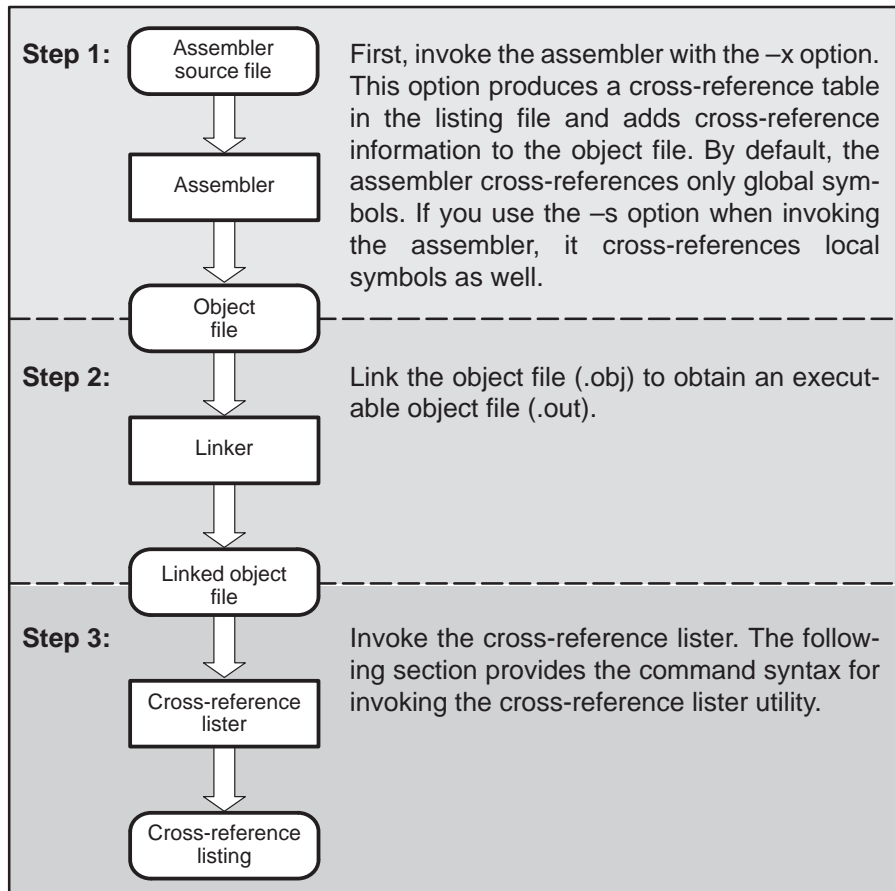 Step 1:
Assembler
source file
First, invoke the assembler with the –x option.
This option produces a cross-reference table
in the listing file and adds cross-reference
information to the object file. By default, the
assembler cross-references only global sym-
bols. If you use the –s option when invoking
the assembler, it cross-references local
symbols as well.
Assembler
Object
file
Step 2:
Link the object file (.obj) to obtain an execut-
able object file (.out).
Linker
Linked object
file
Step 3:
Invoke the cross-reference lister. The follow-
ing section provides the command syntax for
invoking the cross-reference lister utility.
Cross-reference
lister
Cross-reference
listing